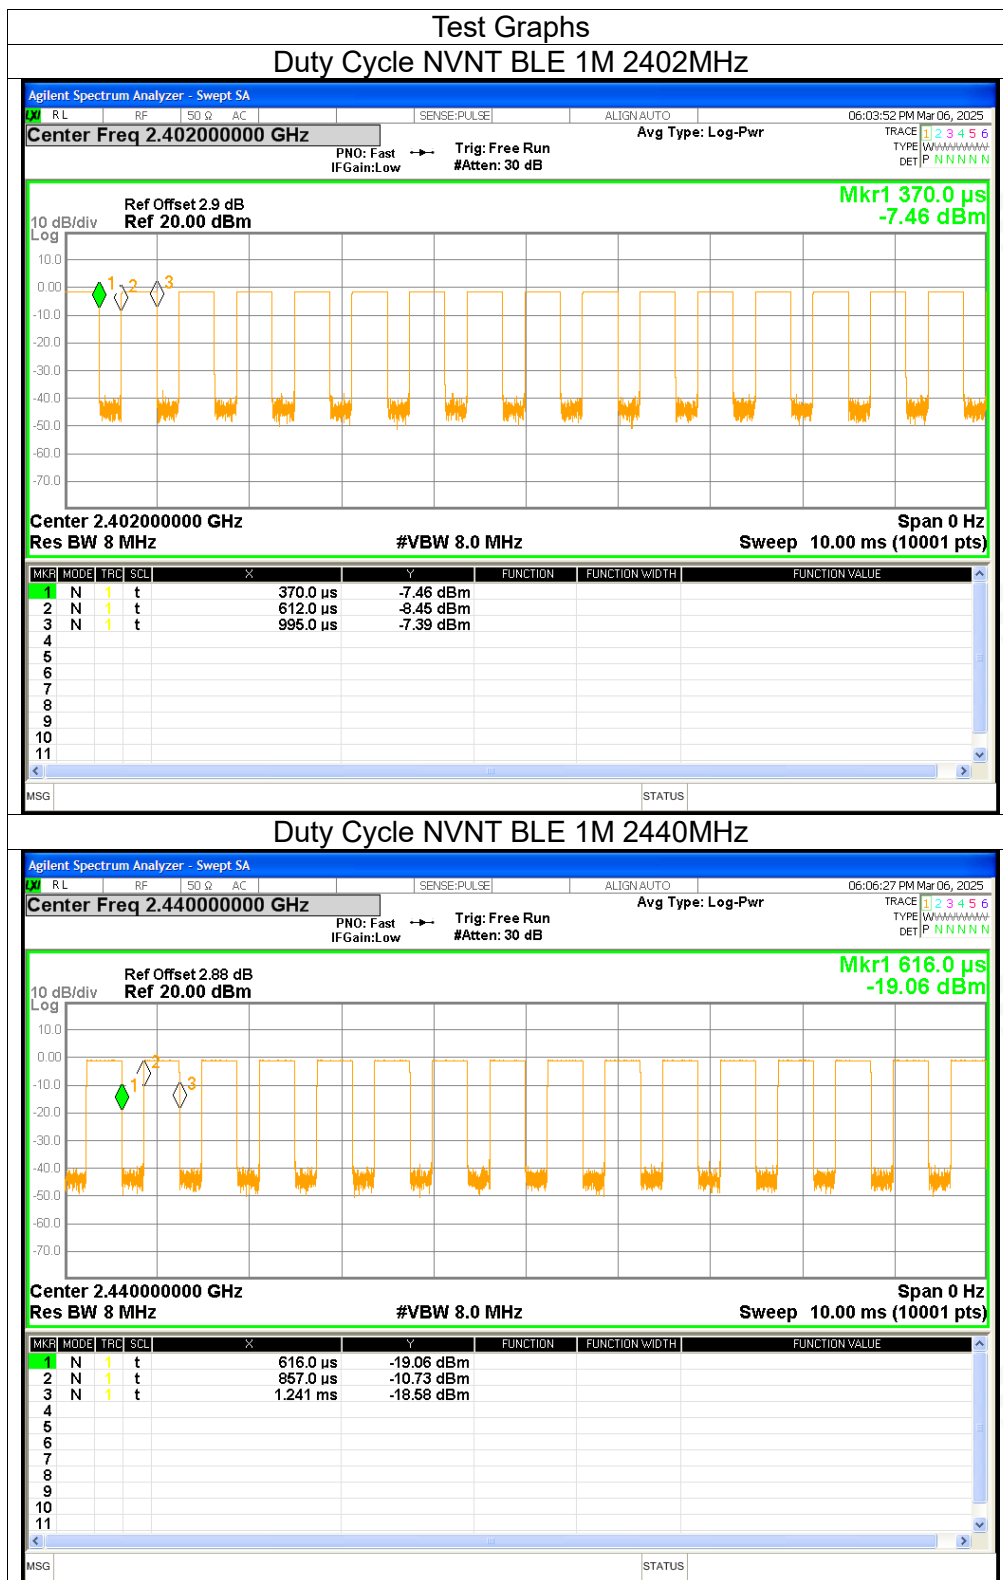 Test Graphs
Duty Cycle NVNT BLE 1M 2402MHz
Agilent Spectrum Analyzer - Swept SA
LXI RL RF 50 Ω AC SENSE:PULSE ALIGN AUTO 06:03:52 PM Mar 06, 2025
Center Freq 2.402000000 GHz Avg Type: Log-Pwr TRACE 1 2 3 4 5 6
PNO: Fast Trig: Free Run TYPE W
IFGain:Low #Atten: 30 dB DET P N N N N N
Mkr1 370.0 µs
Ref Offset 2.9 dB -7.46 dBm
10 dB/div Ref 20.00 dBm
Log
10.0
0.00
1 2 3
-10.0
-20.0
-30.0
-40.0
-50.0
-60.0
-70.0
Center 2.402000000 GHz Span 0 Hz
Res BW 8 MHz #VBW 8.0 MHz Sweep 10.00 ms (10001 pts)
MKR MODE TRC SCL X Y FUNCTION FUNCTION WIDTH FUNCTION VALUE
1 N 1 t 370.0 µs -7.46 dBm
2 N 1 t 612.0 µs -8.45 dBm
3 N 1 t 995.0 µs -7.39 dBm
4
5
6
7
8
9
10
11
MSG STATUS
Duty Cycle NVNT BLE 1M 2440MHz
Agilent Spectrum Analyzer - Swept SA
LXI RL RF 50 Ω AC SENSE:PULSE ALIGN AUTO 06:06:27 PM Mar 06, 2025
Center Freq 2.440000000 GHz Avg Type: Log-Pwr TRACE 1 2 3 4 5 6
PNO: Fast Trig: Free Run TYPE W
IFGain:Low #Atten: 30 dB DET P N N N N N
Mkr1 616.0 µs
Ref Offset 2.88 dB -19.06 dBm
10 dB/div Ref 20.00 dBm
Log
10.0
0.00
1 2 3
-10.0
-20.0
-30.0
-40.0
-50.0
-60.0
-70.0
Center 2.440000000 GHz Span 0 Hz
Res BW 8 MHz #VBW 8.0 MHz Sweep 10.00 ms (10001 pts)
MKR MODE TRC SCL X Y FUNCTION FUNCTION WIDTH FUNCTION VALUE
1 N 1 t 616.0 µs -19.06 dBm
2 N 1 t 857.0 µs -10.73 dBm
3 N 1 t 1.241 ms -18.58 dBm
4
5
6
7
8
9
10
11
MSG STATUS